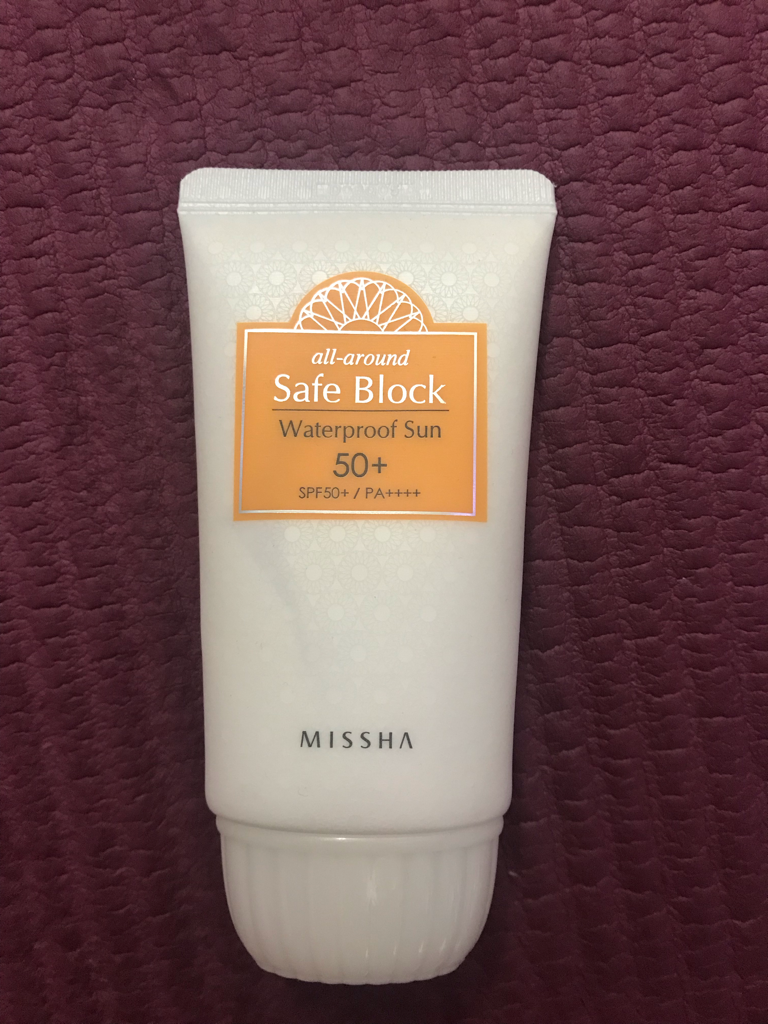 all-around
Safe Block
Waterproof Sun
50+
SPF50+ / PA++++
MISSHA